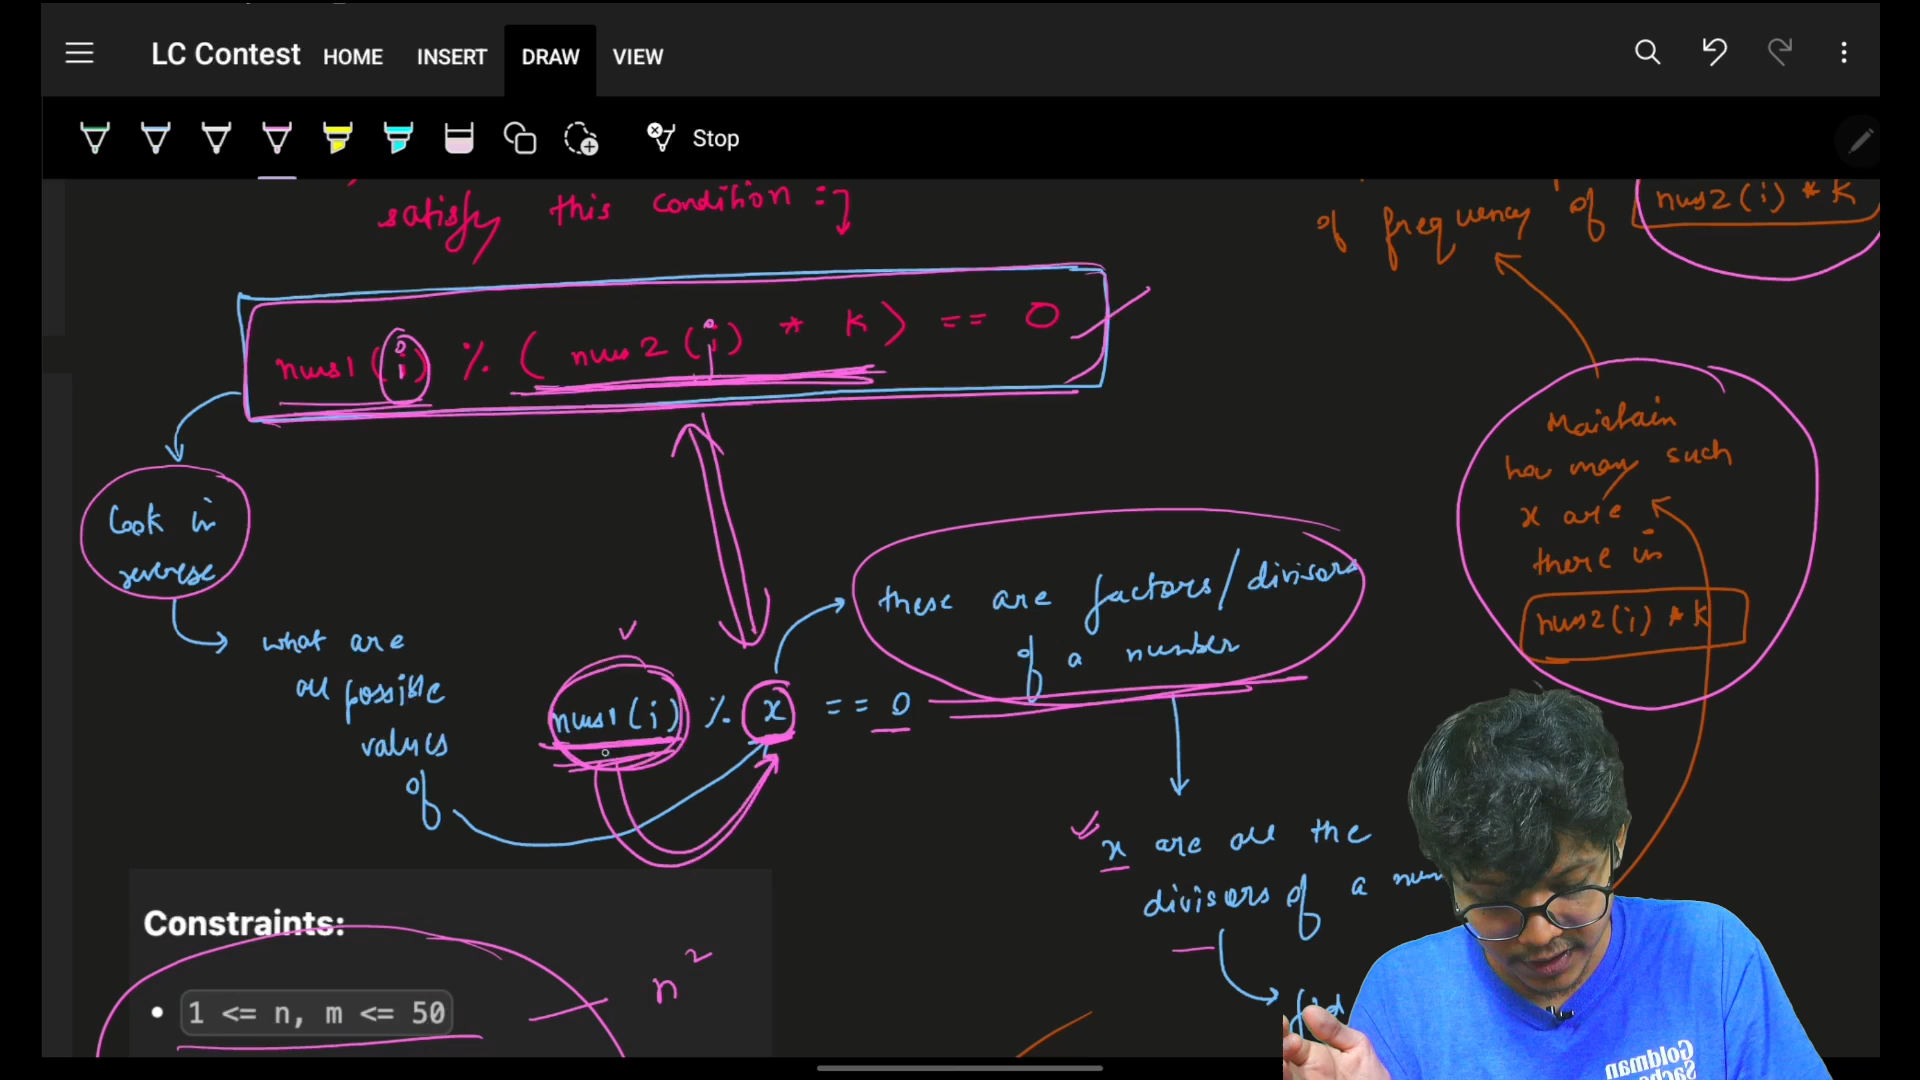 LC Contest HOME INSERT DRAW VIEW
Stop
satisfy this condition :-
nums1(i) % (nums2(j) * K) == 0
of frequency of nums2(i) * K
Look in
reverse
what are
all possible
values
of
nums1(i) % x == 0
these are factors/divisors
of a number
x are all the
divisors of a
Maintain
how many such
x are
there in
nums2(i) * K
Constraints:
• 1 <= n, m <= 50
n²
Goldman